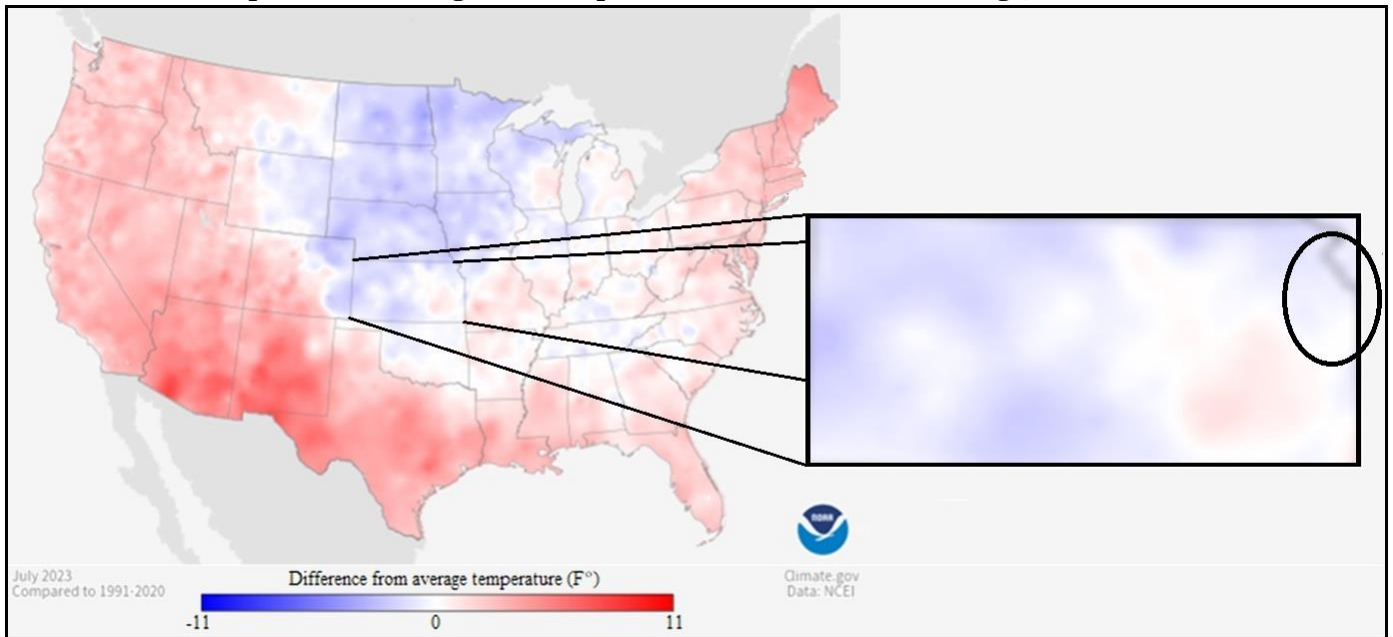 NOAA
July 2023
Compared to 1991-2020
Difference from average temperature (F°)
-11
0
11
Climate.gov
Data: NCEI